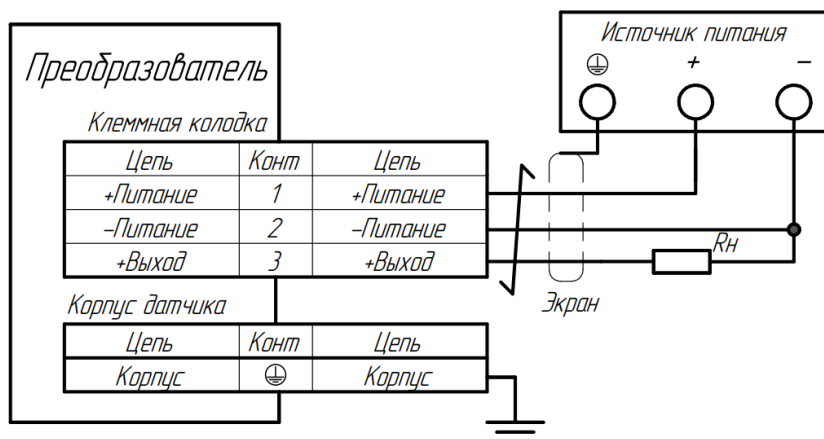 Источник питания
+ −
Преобразователь
Клеммная колодка
Цепь Конт Цепь
+Питание 1 +Питание
−Питание 2 −Питание
+Выход 3 +Выход
Rн
Экран
Корпус датчика
Цепь Конт Цепь
Корпус Корпус